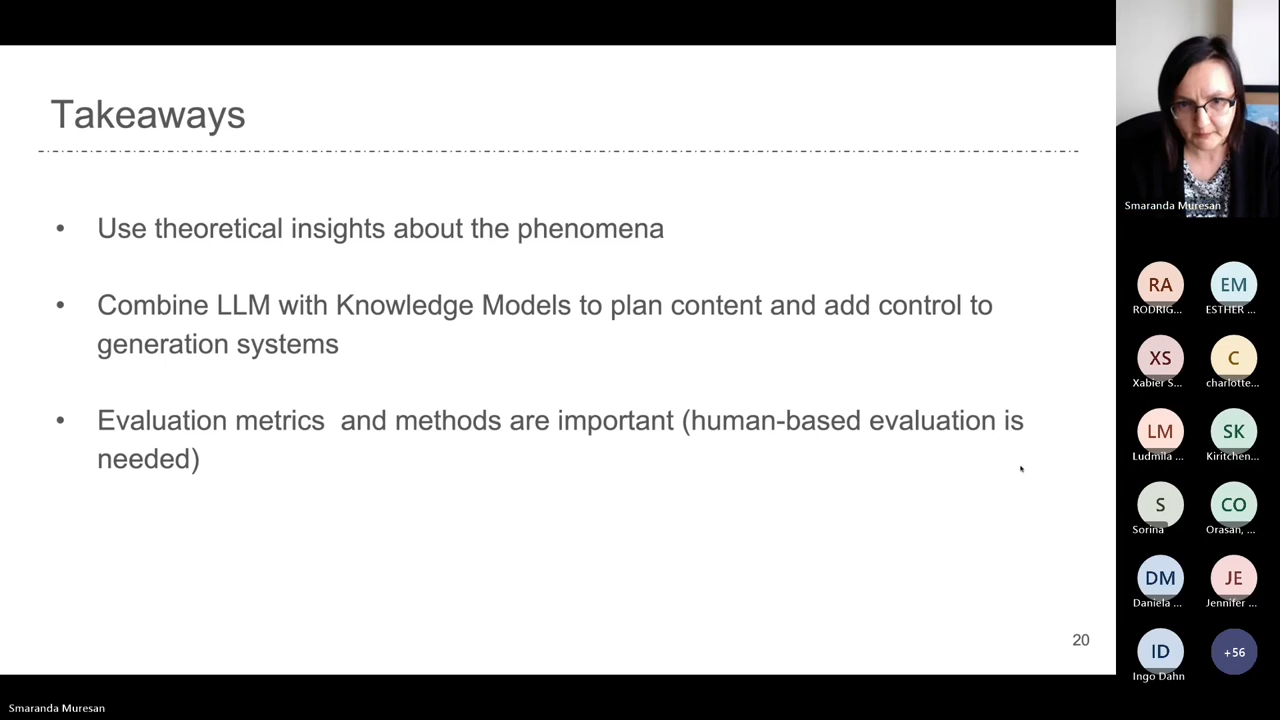 Takeaways
• Use theoretical insights about the phenomena
• Combine LLM with Knowledge Models to plan content and add control to
generation systems
• Evaluation metrics  and methods are important (human-based evaluation is
needed)
20
Smaranda Muresan
RA
EM
RODRIG...
ESTHER ...
XS
C
Xabier S...
charlotte...
LM
SK
Ludmila ...
Kiritchen...
S
CO
Sorina
Orasan, ...
DM
JE
Daniela ...
Jennifer ...
ID
+56
Ingo Dahn
Smaranda Muresan